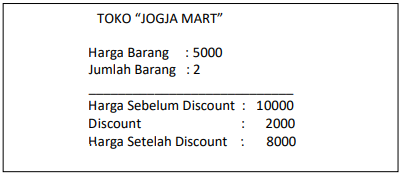 TOKO “JOGJA MART”
Harga Barang : 5000
Jumlah Barang : 2
Harga Sebelum Discount : 10000
Discount : 2000
Harga Setelah Discount : 8000